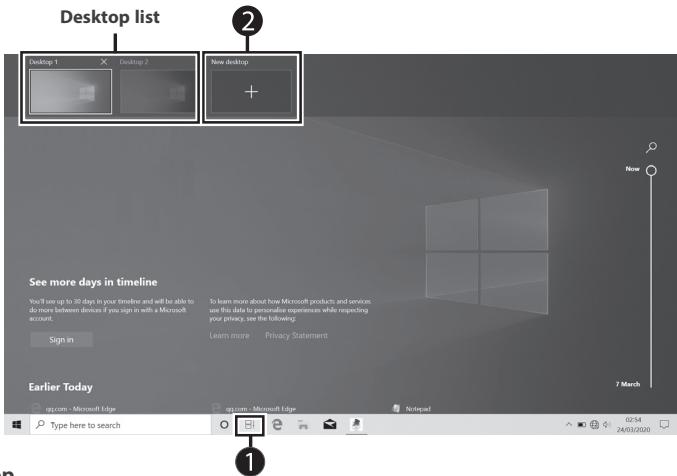 Desktop list
2
Desktop 1 Desktop 2 New desktop
Now
See more days in timeline
You'll see up to 30 days in your timeline and will be able to
do more between devices if you sign in with a Microsoft
account.
To learn more about how Microsoft products and services
use this data to personalise experiences while respecting
your privacy, see the following:
Sign in
Learn more Privacy Statement
Earlier Today
7 March
qq.com - Microsoft Edge qq.com - Microsoft Edge Notepad
Type here to search
02:54
24/03/2020
1